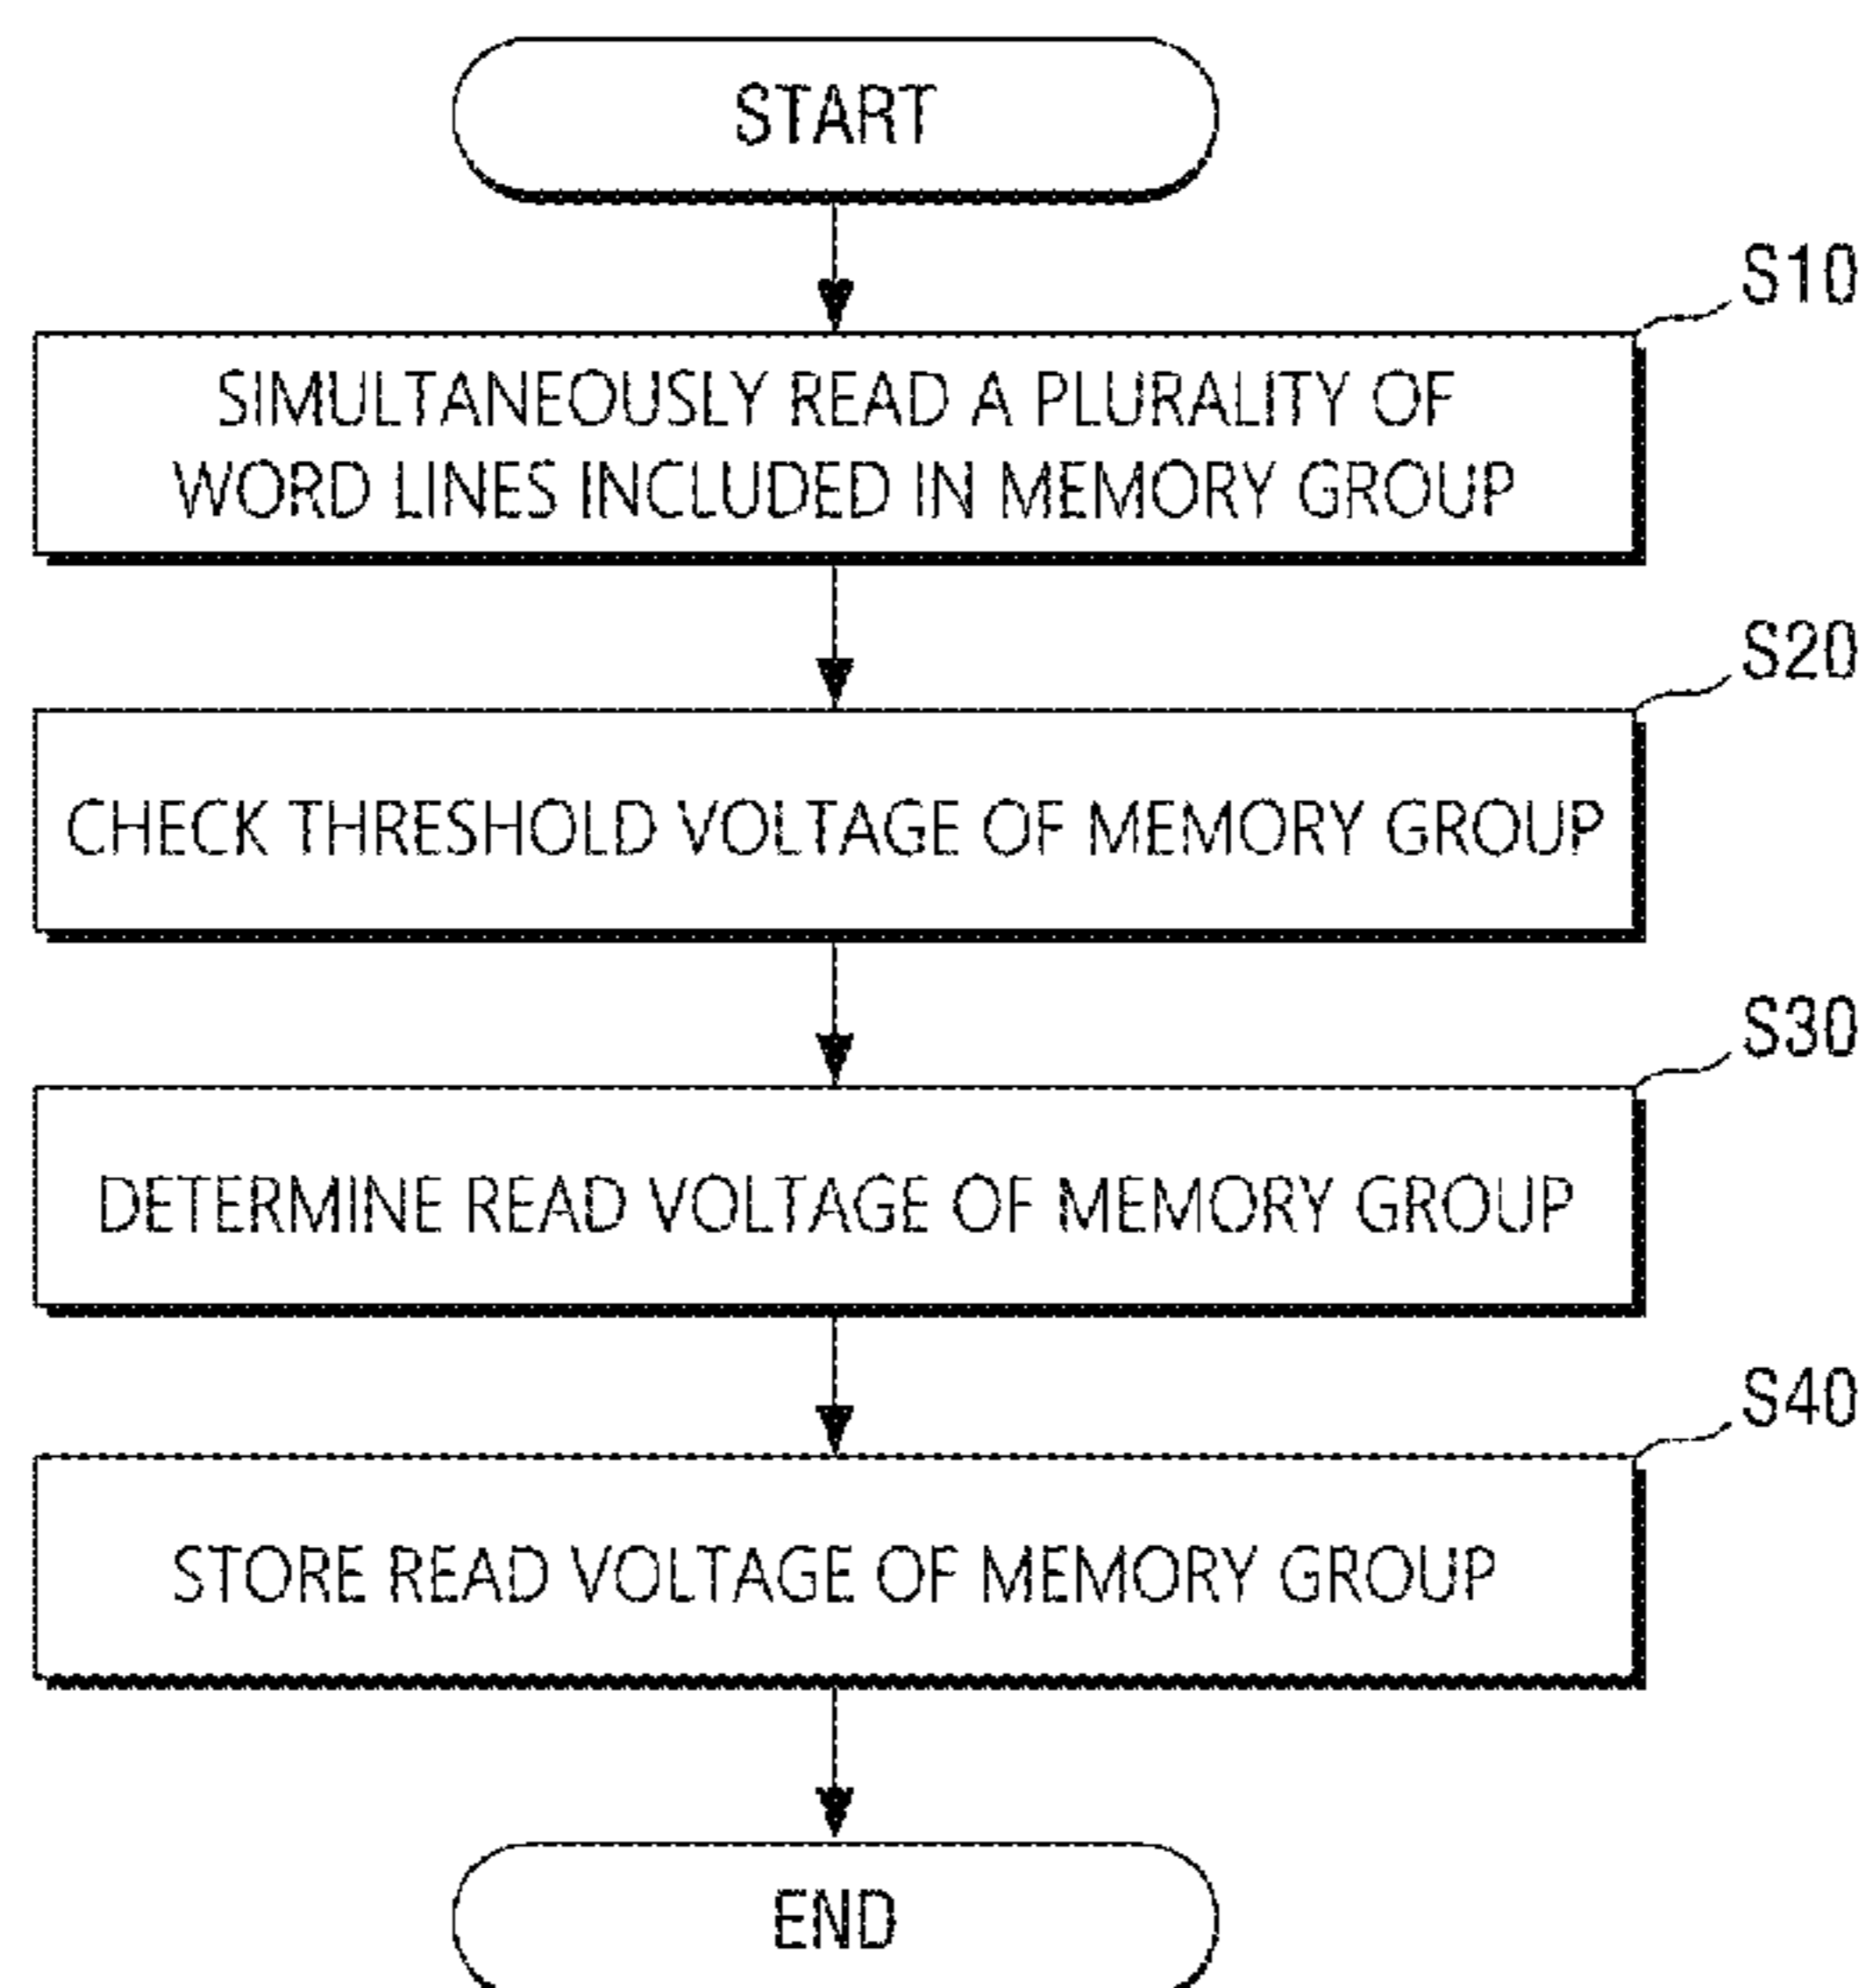 START
S10
SIMULTANEOUSLY READ A PLURALITY OF
WORD LINES INCLUDED IN MEMORY GROUP
S20
CHECK THRESHOLD VOLTAGE OF MEMORY GROUP
S30
DETERMINE READ VOLTAGE OF MEMORY GROUP
S40
STORE READ VOLTAGE OF MEMORY GROUP
END